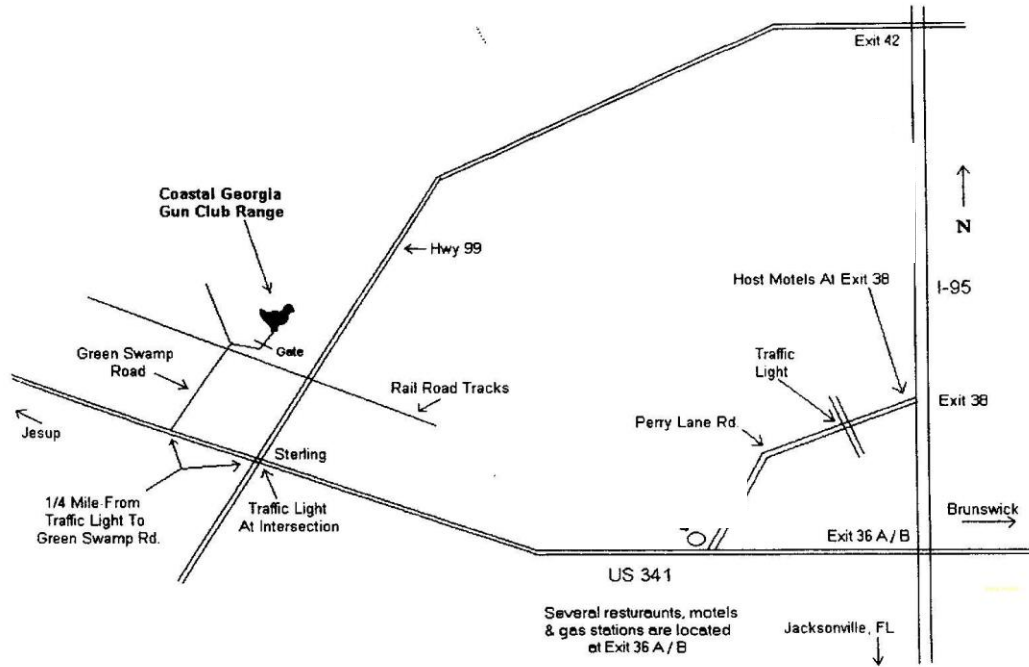 Exit 42
Coastal Georgia
Gun Club Range
N
Hwy 99
Host Motels At Exit 38
I-95
Gate
Green Swamp
Road
Traffic
Light
Rail Road Tracks
Exit 38
Jesup
Perry Lane Rd.
Sterling
1/4 Mile From
Traffic Light To
Green Swamp Rd.
Traffic Light
At Intersection
Brunswick
Exit 36 A / B
US 341
Several resturaunts, motels
& gas stations are located
at Exit 36 A / B
Jacksonville, FL